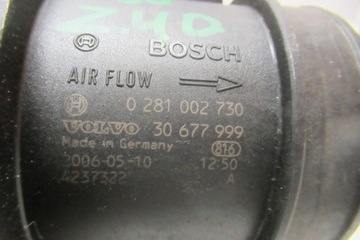 BOSCH
AIR FLOW
0 281 002 730
VOLVO 30 677 999
Made in Germany 816
2006-05-10 12:50
4237322 A